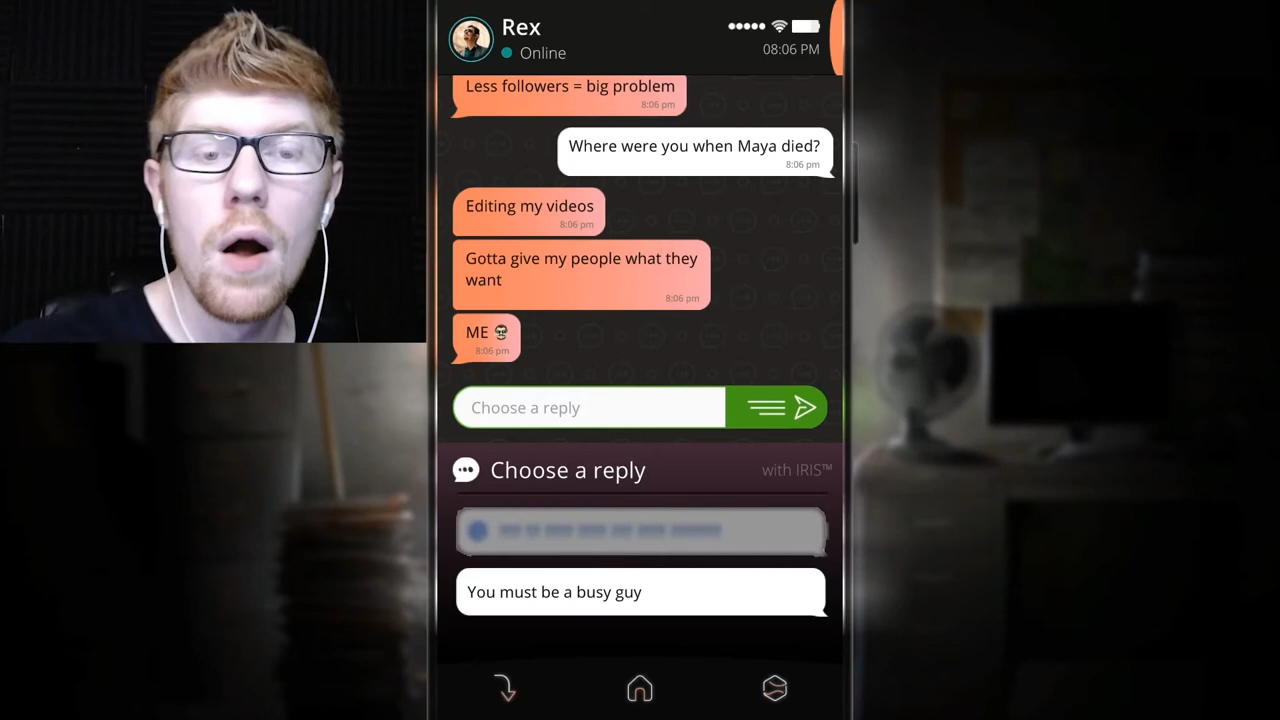 Rex
Online
08:06 PM
Less followers = big problem
8:06 pm
Where were you when Maya died?
8:06 pm
Editing my videos
8:06 pm
Gotta give my people what they
want
8:06 pm
ME
8:06 pm
Choose a reply
Choose a reply
with IRIS™
You must be a busy guy